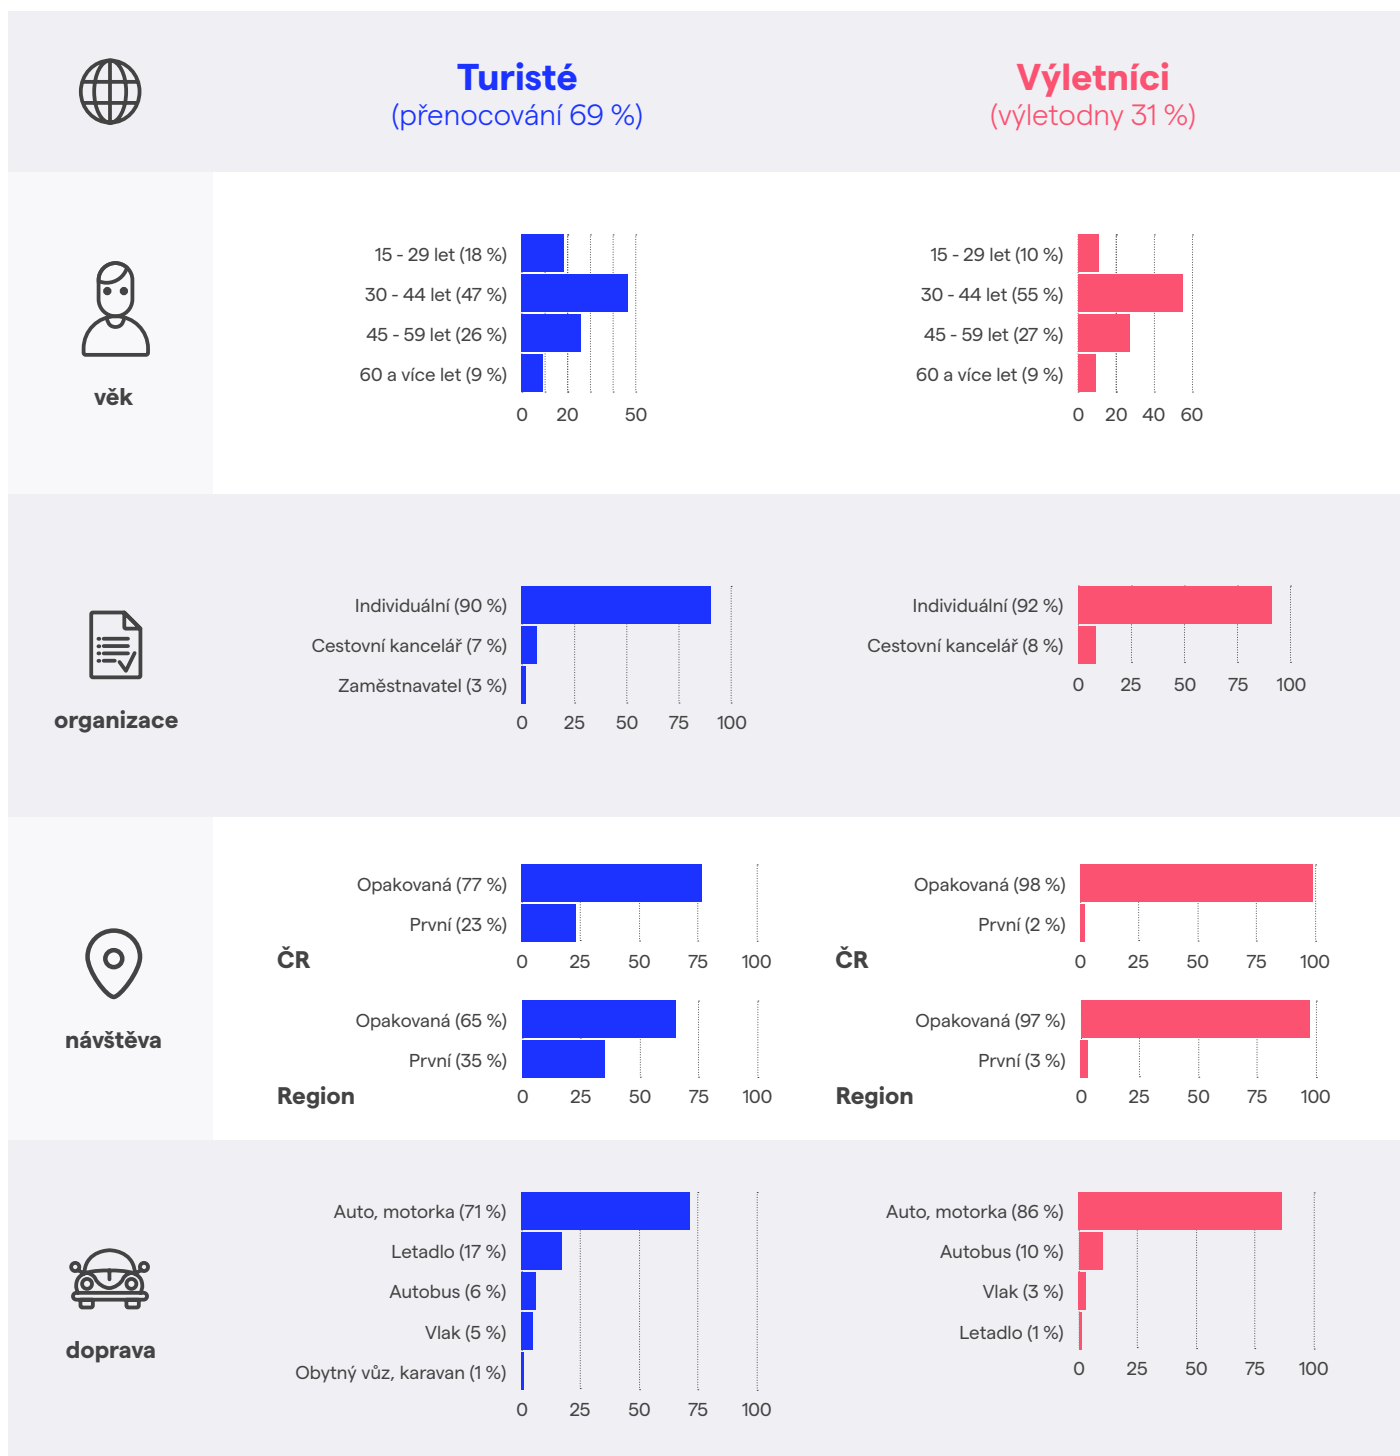 Turisté
(přenocování 69 %)
Výletníci
(výletodny 31 %)
věk
15 - 29 let (18 %)
30 - 44 let (47 %)
45 - 59 let (26 %)
60 a více let (9 %)
0 20 50
15 - 29 let (10 %)
30 - 44 let (55 %)
45 - 59 let (27 %)
60 a více let (9 %)
0 20 40 60
organizace
Individuální (90 %)
Cestovní kancelář (7 %)
Zaměstnavatel (3 %)
0 25 50 75 100
Individuální (92 %)
Cestovní kancelář (8 %)
0 25 50 75 100
návštěva
Opakovaná (77 %)
První (23 %)
ČR
0 25 50 75 100
Opakovaná (65 %)
První (35 %)
Region
0 25 50 75 100
Opakovaná (98 %)
První (2 %)
ČR
0 25 50 75 100
Opakovaná (97 %)
První (3 %)
Region
0 25 50 75 100
doprava
Auto, motorka (71 %)
Letadlo (17 %)
Autobus (6 %)
Vlak (5 %)
Obytný vůz, karavan (1 %)
0 25 50 75 100
Auto, motorka (86 %)
Autobus (10 %)
Vlak (3 %)
Letadlo (1 %)
0 25 50 75 100